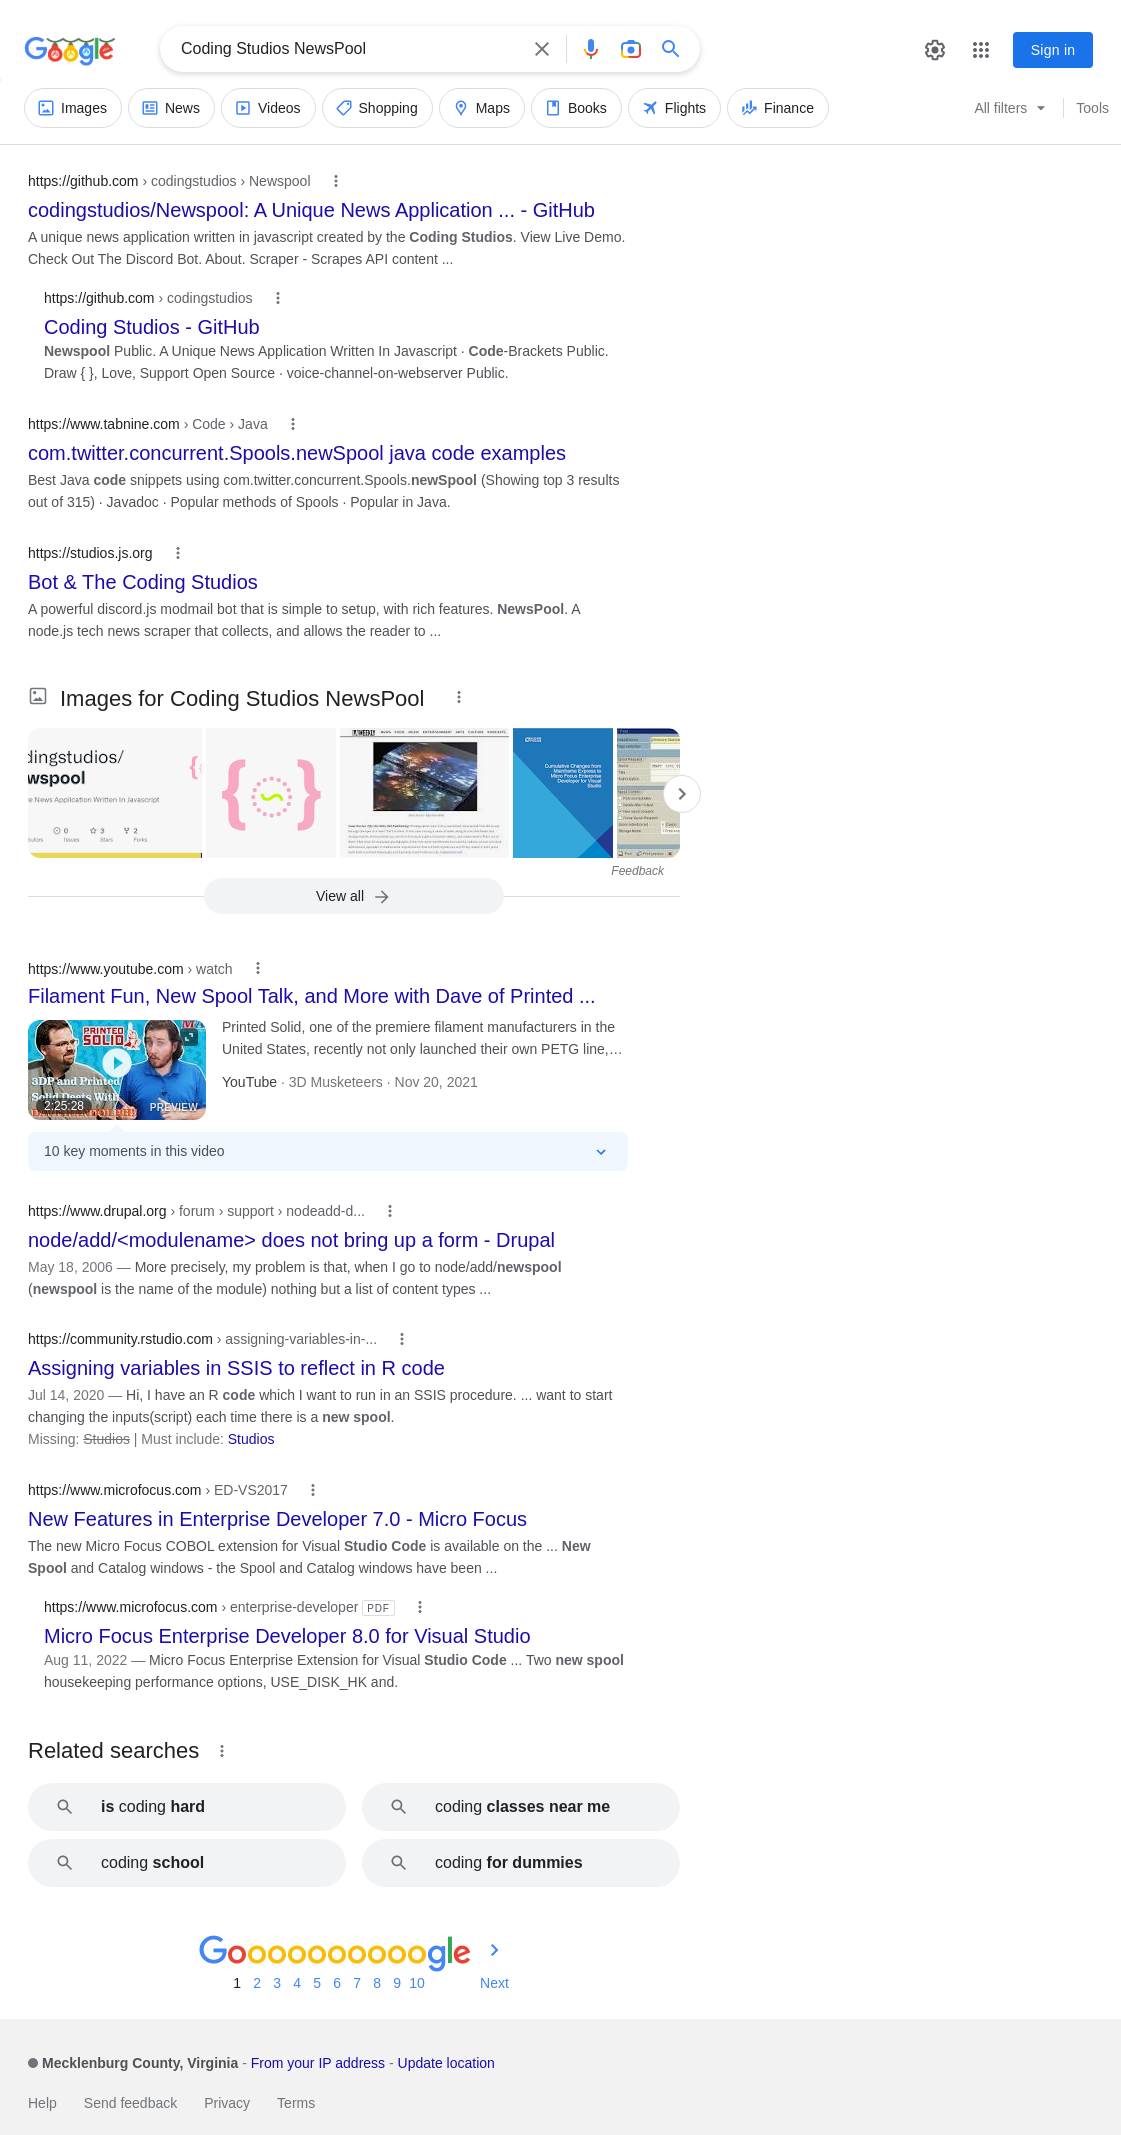 Google
Coding Studios NewsPool
Sign in
Images
News
Videos
Shopping
Maps
Books
Flights
Finance
All filters
Tools
https://github.com › codingstudios › Newspool
codingstudios/Newspool: A Unique News Application ... - GitHub
A unique news application written in javascript created by the Coding Studios. View Live Demo.
Check Out The Discord Bot. About. Scraper - Scrapes API content ...
https://github.com › codingstudios
Coding Studios - GitHub
Newspool Public. A Unique News Application Written In Javascript · Code-Brackets Public.
Draw { }, Love, Support Open Source · voice-channel-on-webserver Public.
https://www.tabnine.com › Code › Java
com.twitter.concurrent.Spools.newSpool java code examples
Best Java code snippets using com.twitter.concurrent.Spools.newSpool (Showing top 3 results
out of 315) · Javadoc · Popular methods of Spools · Popular in Java.
https://studios.js.org
Bot & The Coding Studios
A powerful discord.js modmail bot that is simple to setup, with rich features. NewsPool. A
node.js tech news scraper that collects, and allows the reader to ...
Images for Coding Studios NewsPool
dingstudios/
wspool
e News Application Written In Javascript
0
3
2
Issues
Stars
Forks
Cumulative Changes from
Mainframe Express to
Micro Focus Enterprise
Developer for Visual
Studio
Feedback
View all
https://www.youtube.com › watch
Filament Fun, New Spool Talk, and More with Dave of Printed ...
PRINTED
SOLID
3DP and Printed
Solid Deets With
2:25:28
PREVIEW
Printed Solid, one of the premiere filament manufacturers in the
United States, recently not only launched their own PETG line,...
YouTube · 3D Musketeers · Nov 20, 2021
10 key moments in this video
https://www.drupal.org › forum › support › nodeadd-d...
node/add/<modulename> does not bring up a form - Drupal
May 18, 2006 — More precisely, my problem is that, when I go to node/add/newspool
(newspool is the name of the module) nothing but a list of content types ...
https://community.rstudio.com › assigning-variables-in-...
Assigning variables in SSIS to reflect in R code
Jul 14, 2020 — Hi, I have an R code which I want to run in an SSIS procedure. ... want to start
changing the inputs(script) each time there is a new spool.
Missing: Studios | Must include: Studios
https://www.microfocus.com › ED-VS2017
New Features in Enterprise Developer 7.0 - Micro Focus
The new Micro Focus COBOL extension for Visual Studio Code is available on the ... New
Spool and Catalog windows - the Spool and Catalog windows have been ...
https://www.microfocus.com › enterprise-developer PDF
Micro Focus Enterprise Developer 8.0 for Visual Studio
Aug 11, 2022 — Micro Focus Enterprise Extension for Visual Studio Code ... Two new spool
housekeeping performance options, USE_DISK_HK and.
Related searches
is coding hard
coding classes near me
coding school
coding for dummies
Goooooooooogle
1 2 3 4 5 6 7 8 9 10 Next
Mecklenburg County, Virginia - From your IP address - Update location
Help Send feedback Privacy Terms